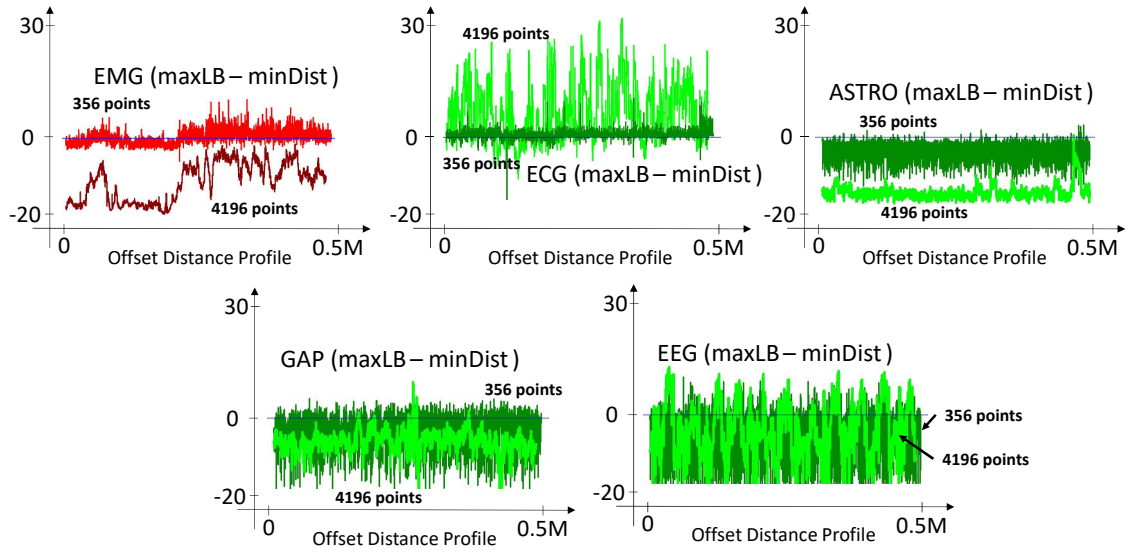 30
EMG (maxLB – minDist )
356 points
0
4196 points
-20
0
0.5M
Offset Distance Profile
30
4196 points
0
356 points
ECG (maxLB – minDist )
-20
0
0.5M
Offset Distance Profile
30
ASTRO (maxLB – minDist )
356 points
0
4196 points
-20
0
0.5M
Offset Distance Profile
30
GAP (maxLB – minDist )
356 points
0
4196 points
-20
0
0.5M
Offset Distance Profile
30
EEG (maxLB – minDist )
0
356 points
4196 points
-20
0
0.5M
Offset Distance Profile